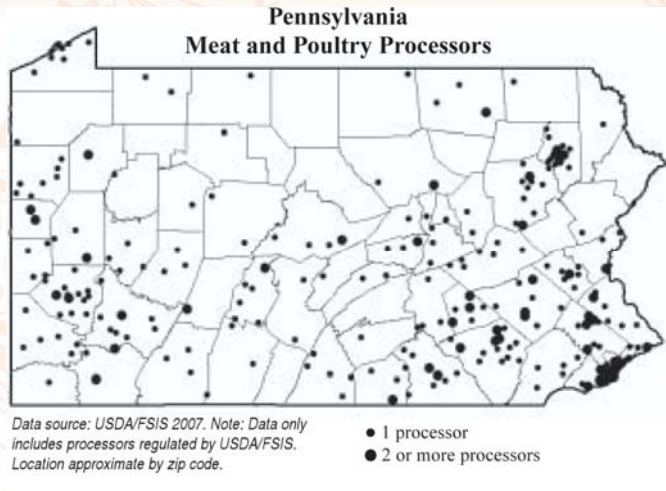 Pennsylvania
Meat and Poultry Processors
Data source: USDA/FSIS 2007. Note: Data only
includes processors regulated by USDA/FSIS.
Location approximate by zip code.
1 processor
2 or more processors